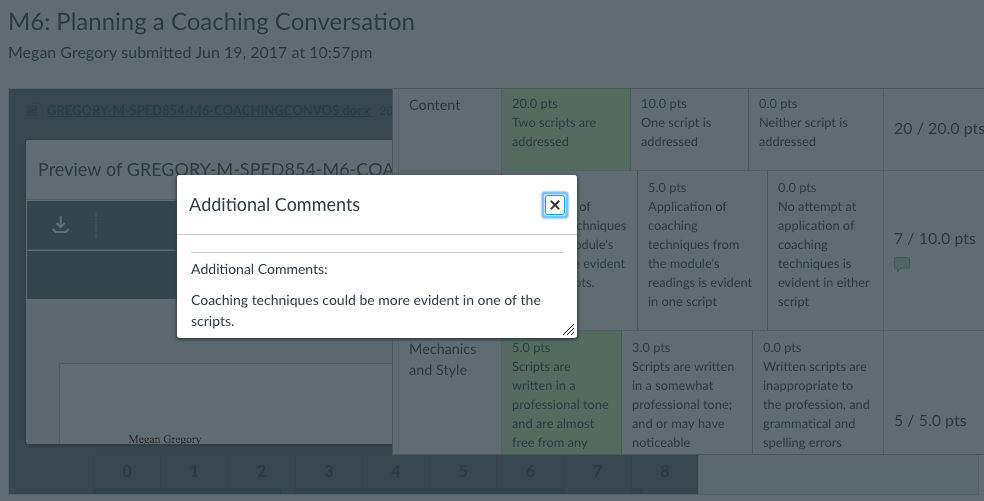 M6: Planning a Coaching Conversation
Megan Gregory submitted Jun 19, 2017 at 10:57pm
GREGORY-M-SPED854-M6-COACHINGCONVOS.docx 20
Preview of GREGORY-M-SPED854-M6-COA
Content
20.0 pts
Two scripts are
addressed
10.0 pts
One script is
addressed
0.0 pts
Neither script is
addressed
20 / 20.0 pts
Additional Comments
Additional Comments:
Coaching techniques could be more evident in one of the
scripts.
of
chniques
odule's
evident
pts.
5.0 pts
Application of
coaching
techniques from
the module's
readings is evident
in one script
0.0 pts
No attempt at
application of
coaching
techniques is
evident in either
script
7 / 10.0 pts
Mechanics
and Style
5.0 pts
Scripts are
written in a
professional tone
and are almost
free from any
3.0 pts
Scripts are written
in a somewhat
professional tone;
and or may have
noticeable
0.0 pts
Written scripts are
inappropriate to
the profession, and
grammatical and
spelling errors
5 / 5.0 pts
Megan Gregory
0 1 2 3 4 5 6 7 8